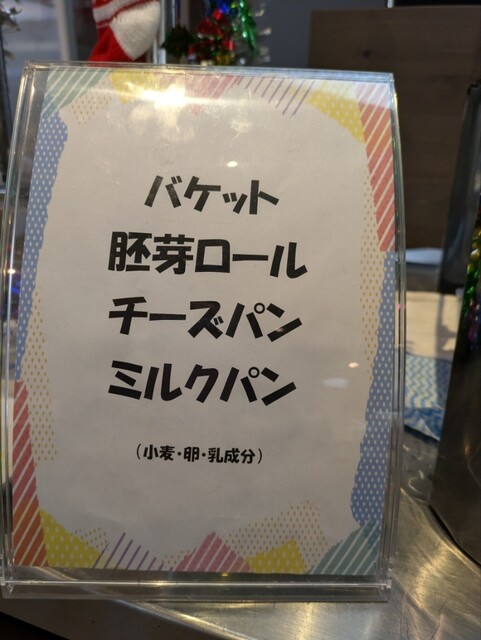 バケット
胚芽ロール
チーズパン
ミルクパン
（小麦・卵・乳成分）